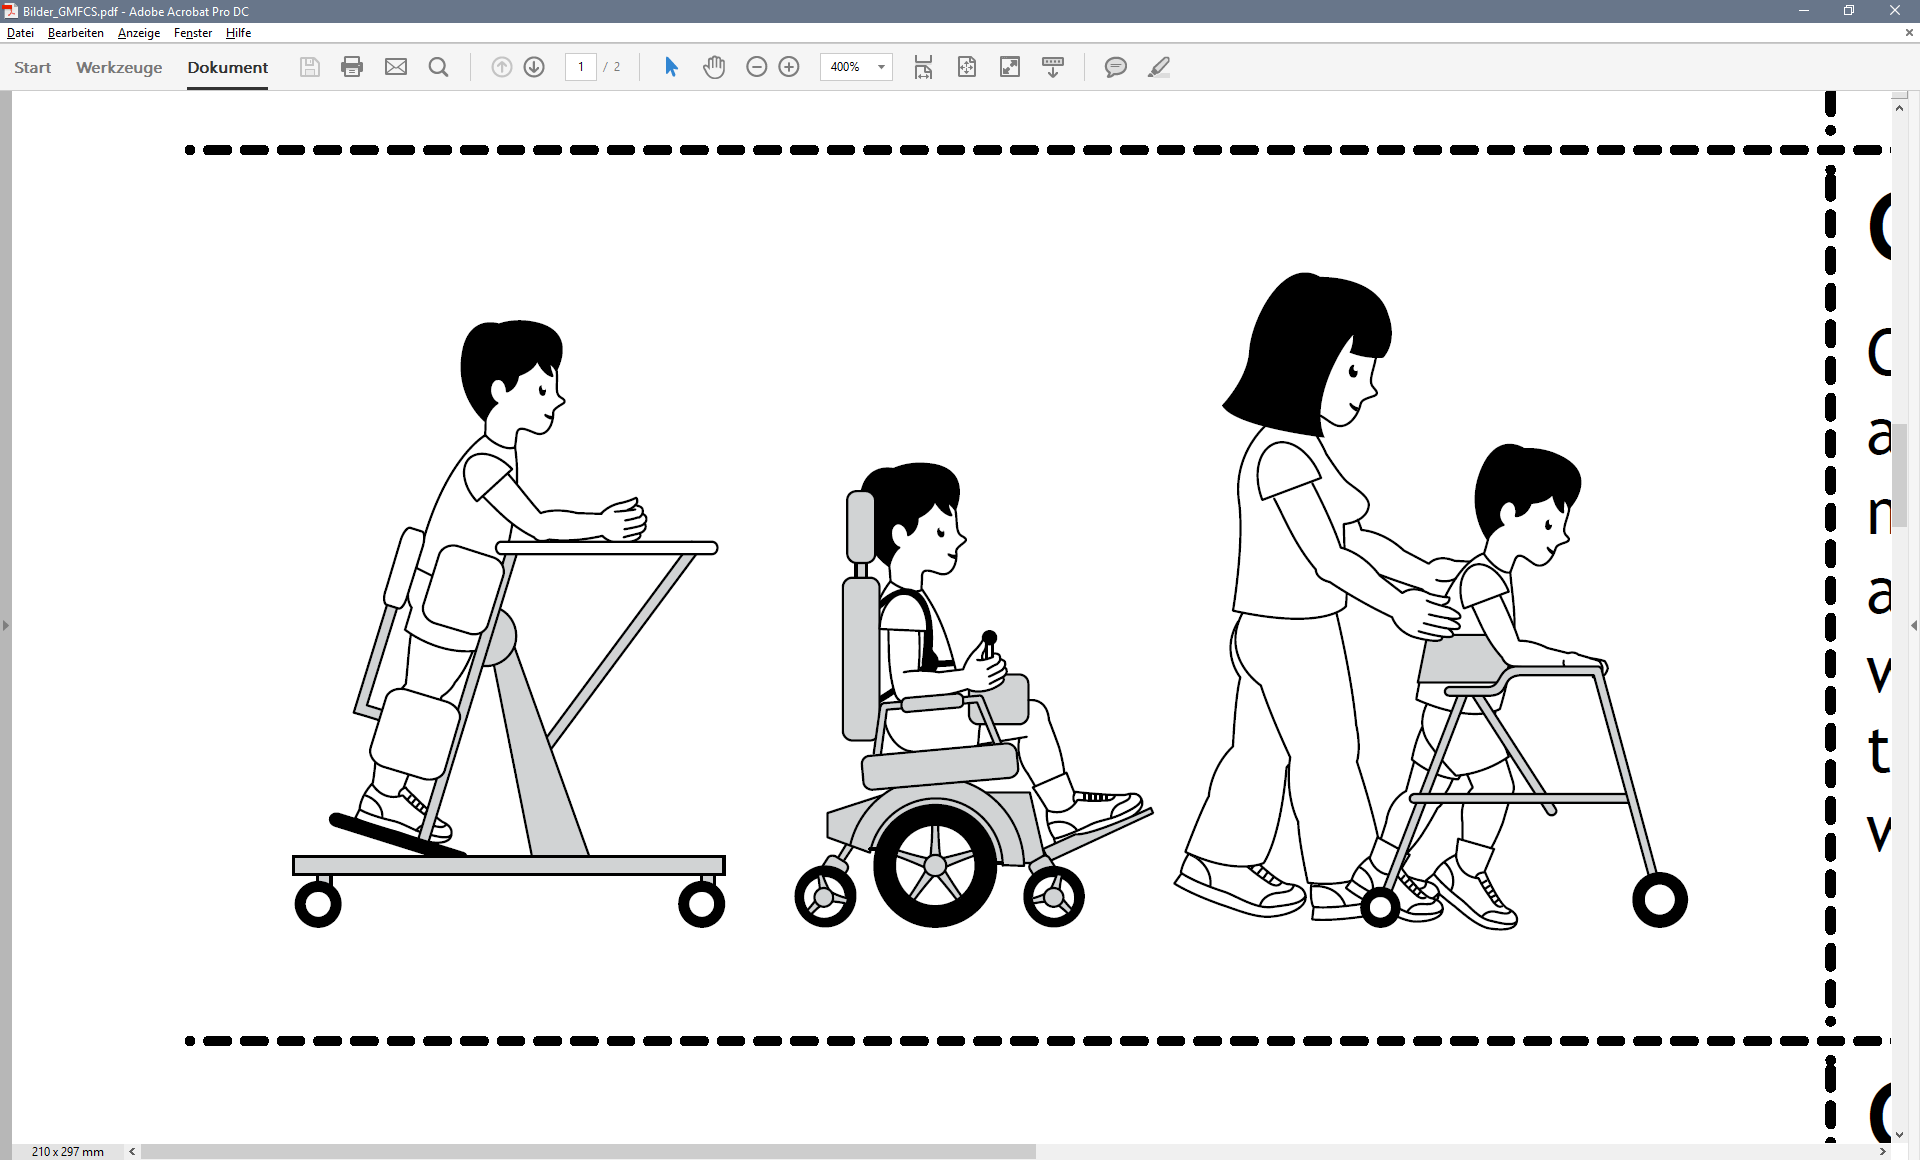 Bilder_GMFCS.pdf - Adobe Acrobat Pro DC
Datei Bearbeiten Anzeige Fenster Hilfe
Start Werkzeuge Dokument 1 / 2 400%
a
a
t
210 x 297 mm